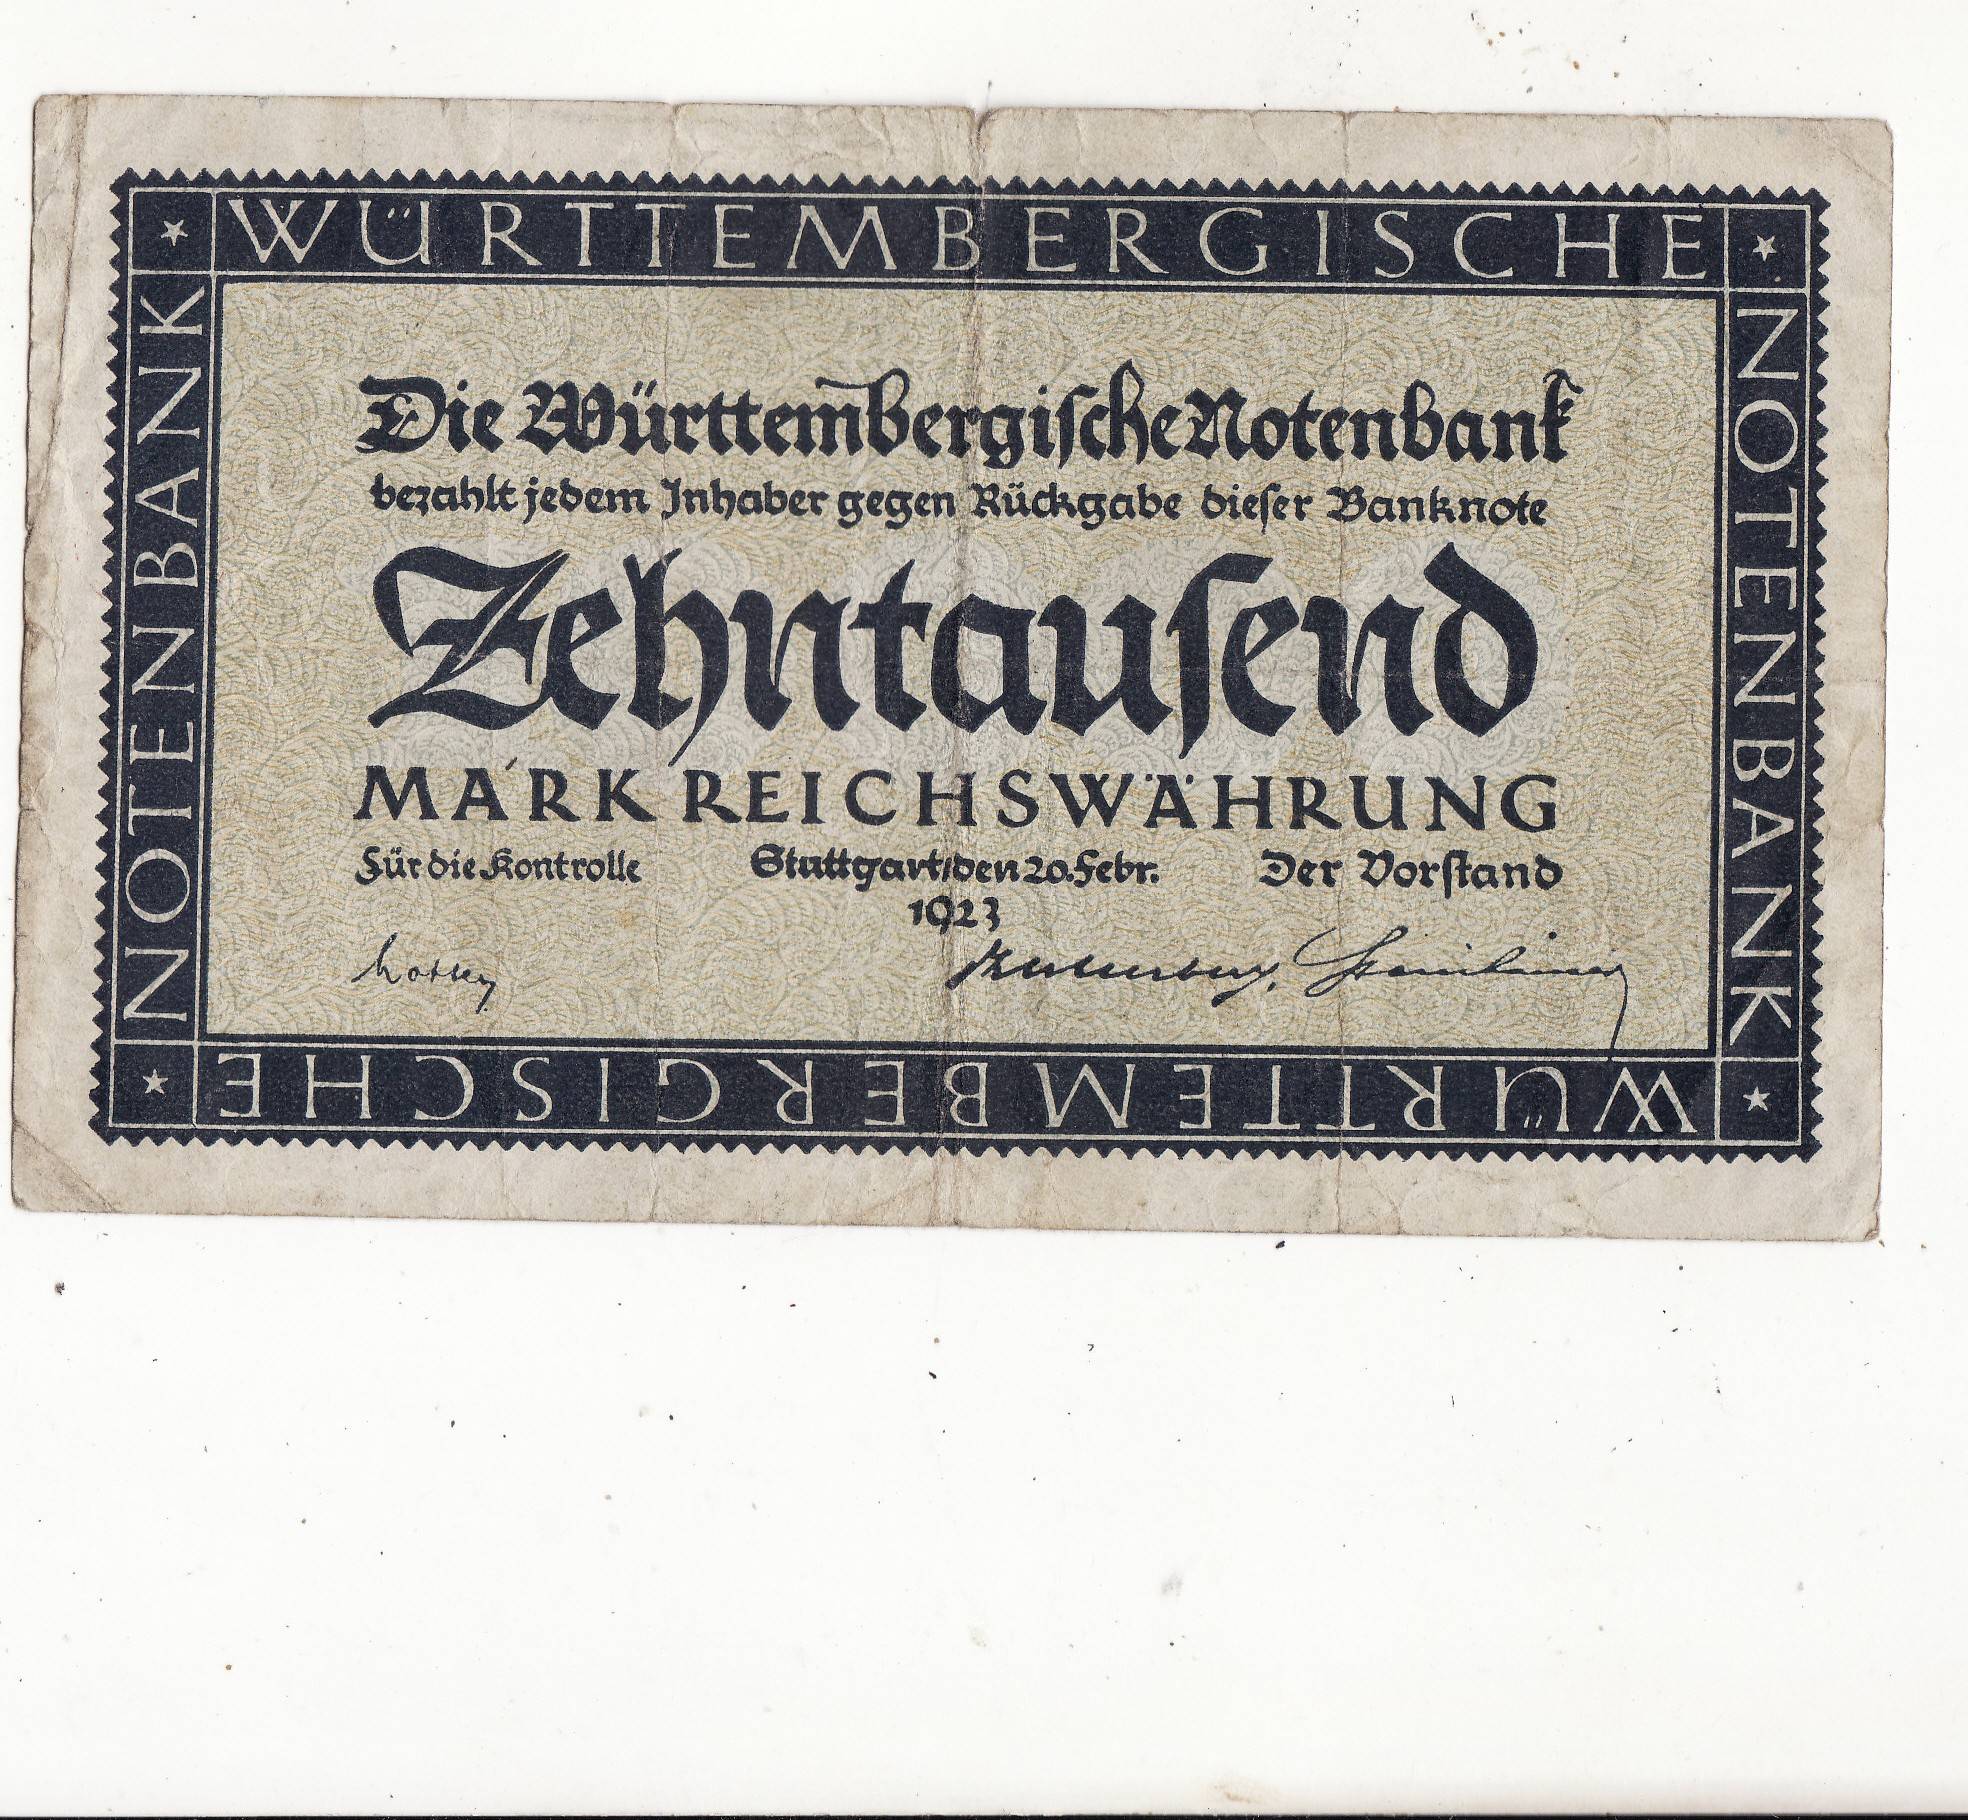 WÜRTTEMBERGISCHE
NOTENBANK
NOTENBANK
Die Württembergische Notenbank
bezahlt jedem Inhaber gegen Rückgabe dieser Banknote
Zehntausend
MARK REICHSWÄHRUNG
Für die Kontrolle Stuttgart, den 20. Febr. Der Vorstand
1923
WÜRTTEMBERGISCHE